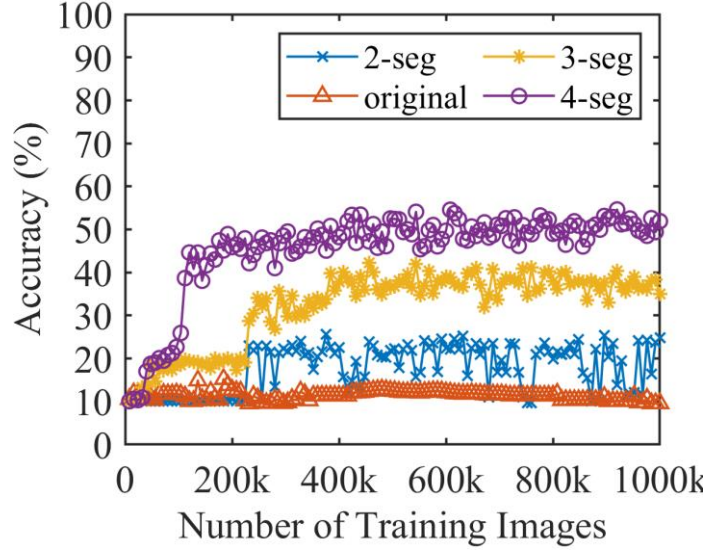 100
90
80
70
60
50
40
30
20
10
0
Accuracy (%)
2-seg 3-seg
original 4-seg
0 200k 400k 600k 800k 1000k
Number of Training Images